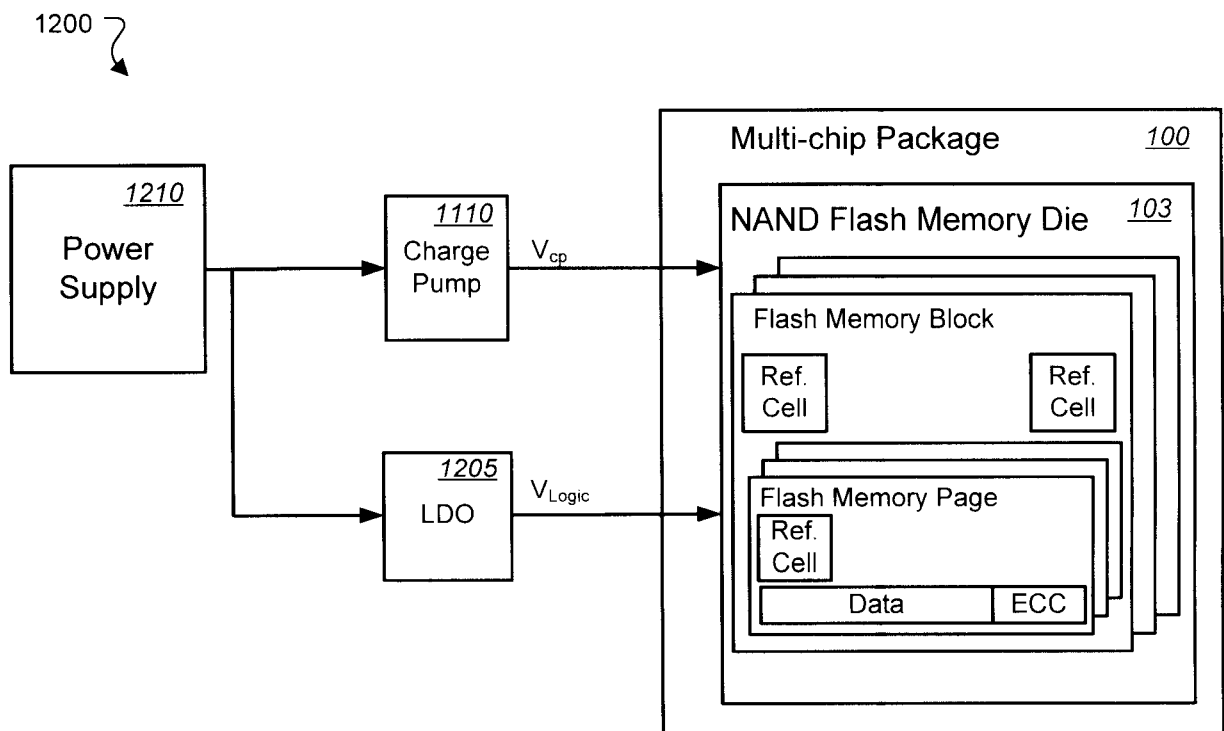 1200
Multi-chip Package 100
1210
Power
Supply
1110
Charge
Pump
Vcp
NAND Flash Memory Die 103
Flash Memory Block
Ref.
Cell
Ref.
Cell
1205
LDO
VLogic
Flash Memory Page
Ref.
Cell
Data ECC